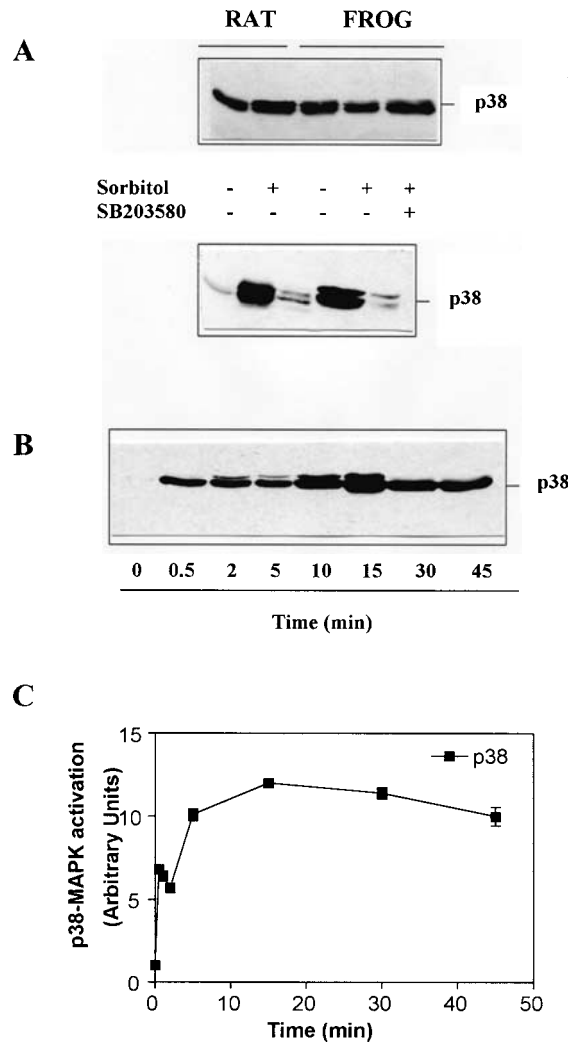 RAT FROG
A
p38
Sorbitol - + - + +
SB203580 - - - - +
p38
B
p38
0 0.5 2 5 10 15 30 45
Time (min)
C
p38-MAPK activation
(Arbitrary Units)
15
10
5
0
p38
0 10 20 30 40 50
Time (min)